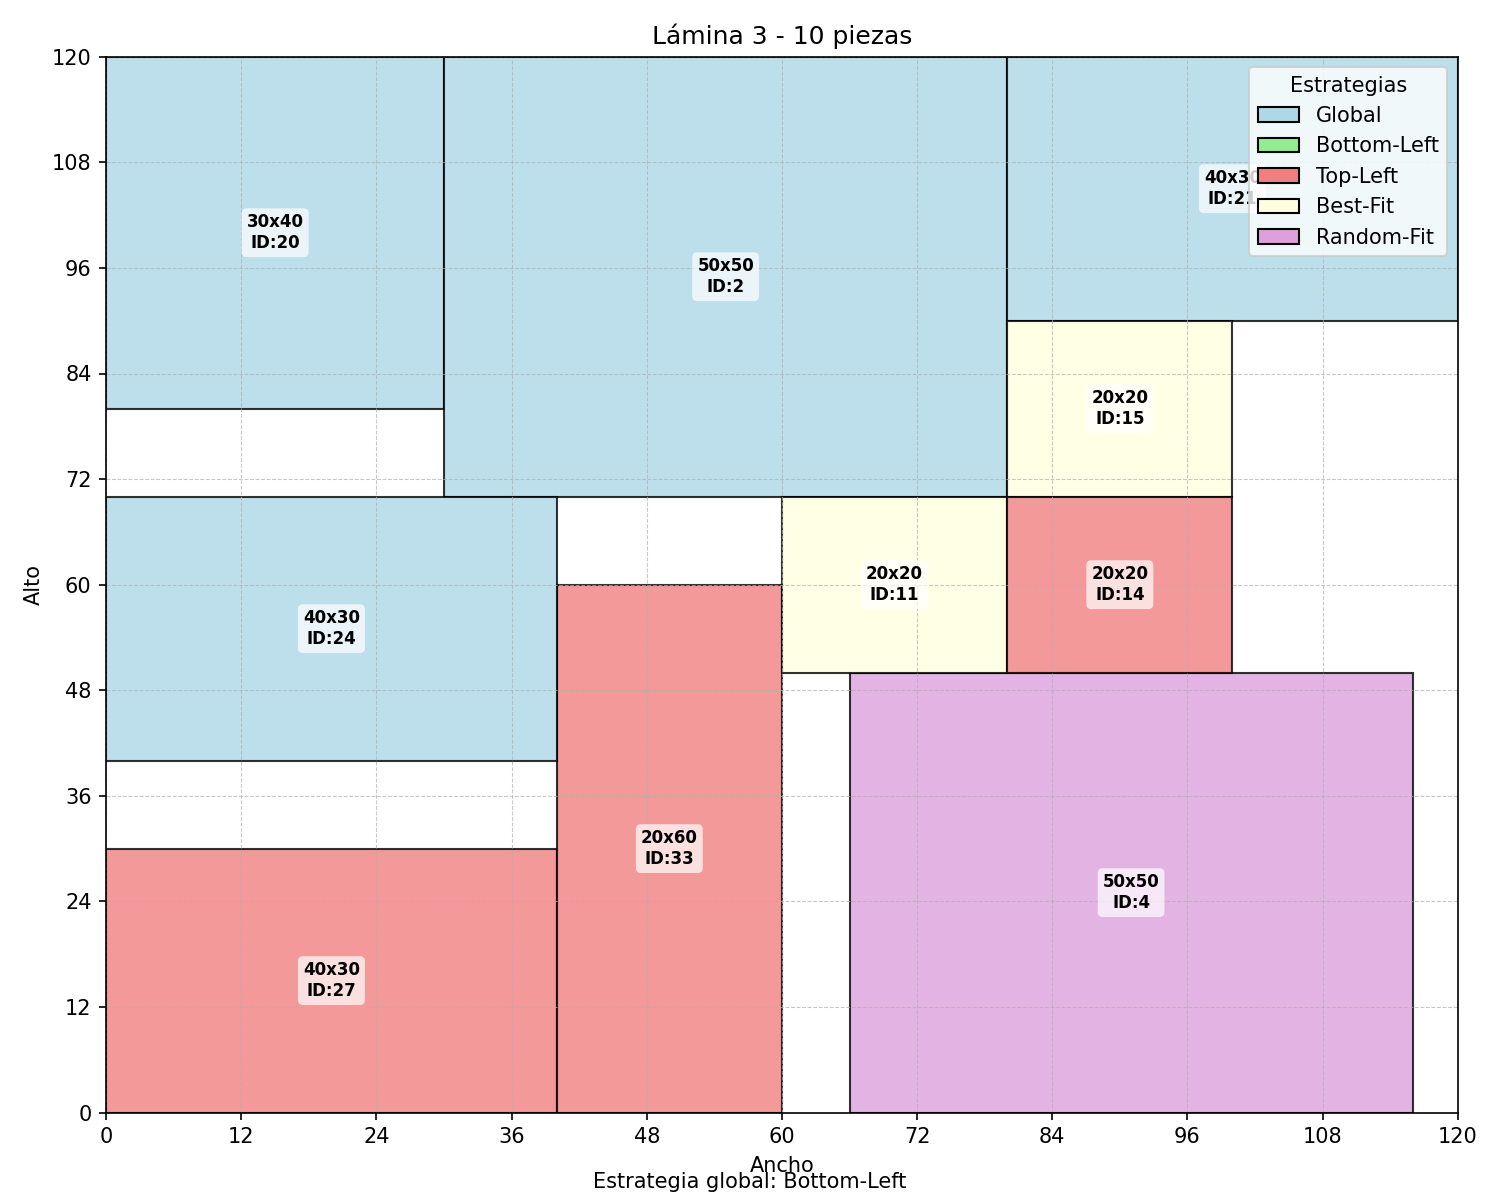 Lámina 3 - 10 piezas
Estrategias
Global
Bottom-Left
Top-Left
Best-Fit
Random-Fit
120
108
96
84
72
60
48
36
24
12
0
Alto
30x40
ID:20
50x50
ID:2
40x30
ID:21
20x20
ID:15
20x20
ID:11
20x20
ID:14
40x30
ID:24
20x60
ID:33
50x50
ID:4
40x30
ID:27
0 12 24 36 48 60 72 84 96 108 120
Ancho
Estrategia global: Bottom-Left